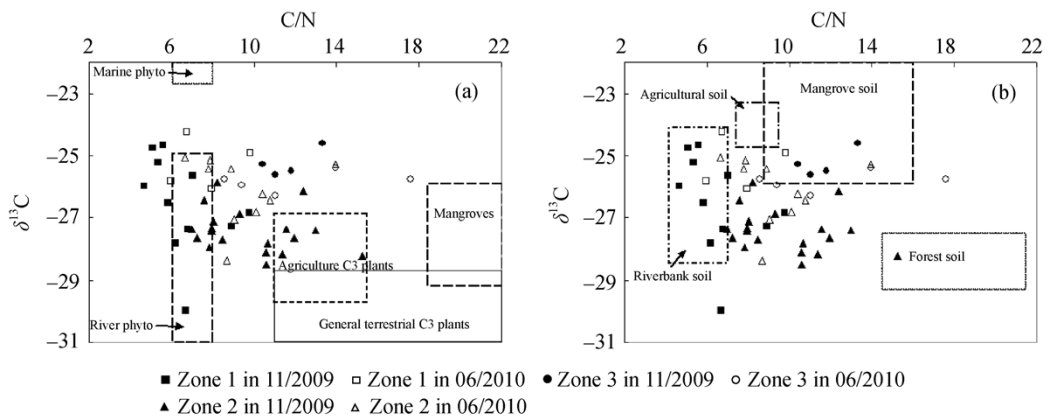 C/N
C/N
2 6 10 14 18 22
2 6 10 14 18 22
Marine phyto
(a)
(b)
Mangrove soil
Agricultural soil
−23
−25
−27
−29
−31
−23
−25
−27
−29
−31
δ13C
δ13C
Mangroves
Agriculture C3 plants
Forest soil
Riverbank soil
River phyto
General terrestrial C3 plants
Zone 1 in 11/2009 Zone 1 in 06/2010 Zone 3 in 11/2009 Zone 3 in 06/2010
Zone 2 in 11/2009 Zone 2 in 06/2010